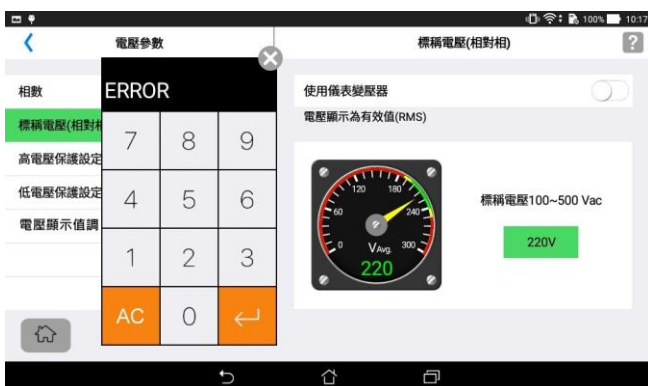 100% 10:17
電壓參數
標稱電壓(相對相)
?
相數
標稱電壓(相對相
高電壓保護設定
低電壓保護設定
電壓顯示值調
ERROR
7 8 9
4 5 6
1 2 3
AC 0
使用儀表變壓器
電壓顯示為有效值(RMS)
120 180
60 240
0 VAvg. 300
220
標稱電壓100~500 Vac
220V